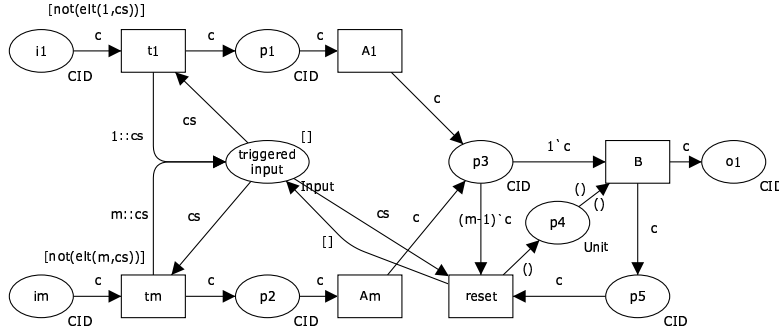 [not(elt(1,cs))]
i1
c
t1
c
p1
c
A1
CID
CID
c
cs
1::cs
[]
triggered
input
Input
p3
CID
1`c
B
c
o1
CID
()
()
p4
Unit
m::cs
cs
cs
c
(m-1)`c
c
[]
[not(elt(m,cs))]
()
im
c
tm
c
p2
c
Am
reset
c
p5
CID
CID
CID